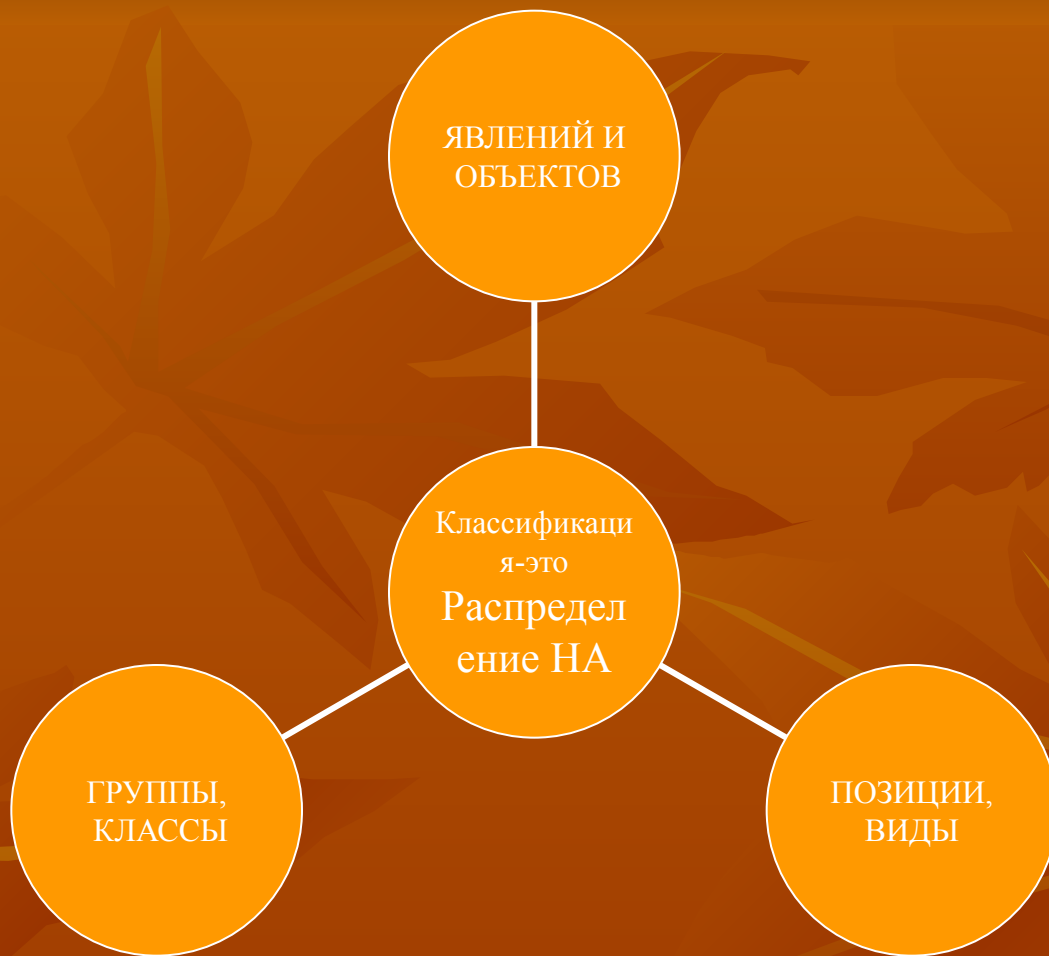 ЯВЛЕНИЙ И
ОБЪЕКТОВ
Классификаци
я-это
Распредел
ение НА
ГРУППЫ,
КЛАССЫ
ПОЗИЦИИ,
ВИДЫ